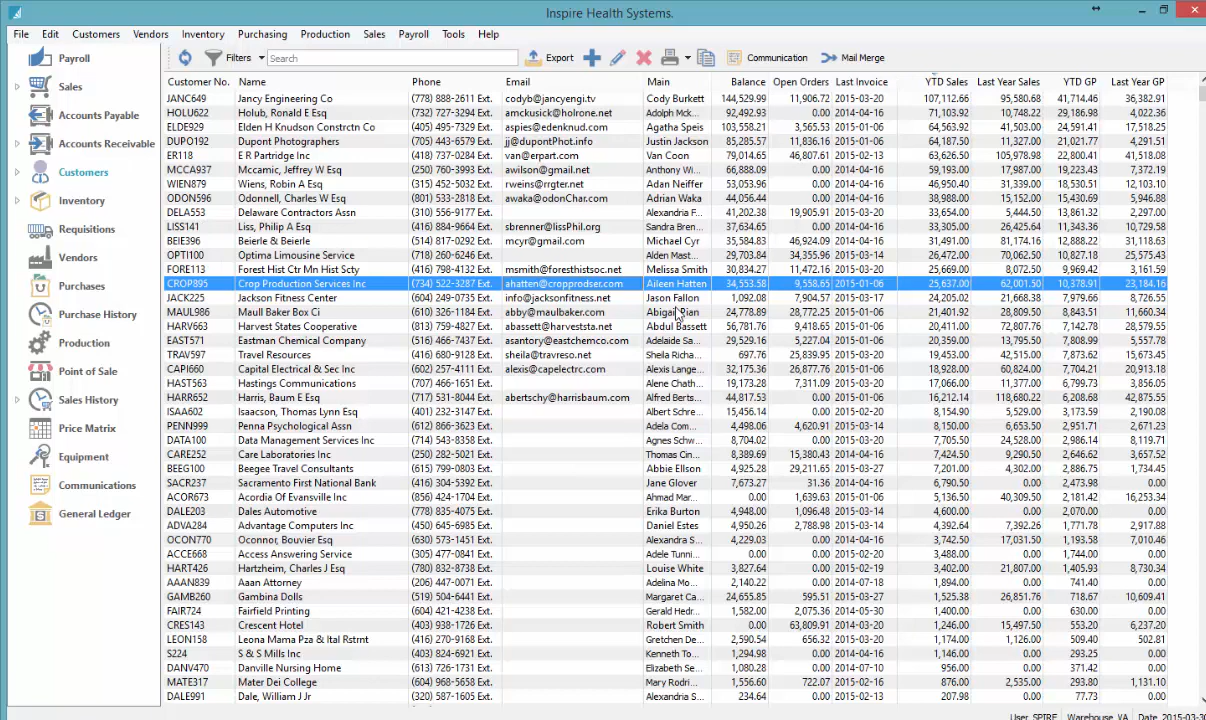 Inspire Health Systems.
File Edit Customers Vendors Inventory Purchasing Production Sales Payroll Tools Help
Payroll
Sales
Accounts Payable
Accounts Receivable
Customers
Inventory
Requisitions
Vendors
Purchases
Purchase History
Production
Point of Sale
Sales History
Price Matrix
Equipment
Communications
General Ledger
Filters Search Export Communication Mail Merge
Customer No. Name Phone Email Main Balance Open Orders Last Invoice YTD Sales Last Year Sales YTD GP Last Year GP
JANC649 Jancy Engineering Co (778) 888-2611 Ext. codyb@jancyengi.tv Cody Burkett 144,529.99 11,906.72 2015-03-20 107,112.66 95,580.68 41,714.46 36,382.91
HOLU622 Holub, Ronald E Esq (732) 727-3294 Ext. amckusick@holrone.net Adolph Mck... 92,492.93 0.00 2014-04-16 71,103.92 10,748.22 29,186.98 4,022.36
ELDE929 Elden H Knudson Constrctn Co (405) 495-7329 Ext. aspies@edenknud.com Agatha Speis 103,558.21 3,565.53 2015-01-06 64,563.92 41,503.00 24,591.41 17,518.25
DUPO192 Dupont Photographers (705) 443-6579 Ext. jj@dupntPhot.info Justin Jackson 85,285.57 11,836.16 2015-01-06 64,187.50 11,327.00 21,021.77 4,291.51
ER118 E R Partridge Inc (418) 737-0284 Ext. van@erpart.com Van Coon 79,014.65 46,807.61 2015-02-13 63,626.50 105,978.98 22,800.41 41,518.08
MCCA937 Mccamic, Jeffrey W Esq (250) 760-3993 Ext. awilson@gmail.net Anthony Wi... 66,888.09 0.00 2014-04-16 59,193.00 17,987.00 19,223.43 7,372.19
WIEN879 Wiens, Robin A Esq (315) 452-5032 Ext. rweins@rrgter.net Adan Neiffer 53,053.96 0.00 2014-04-16 46,950.40 31,339.00 18,530.51 12,103.10
ODON596 Odonnell, Charles W Esq (801) 533-2818 Ext. awaka@odonChar.com Adrian Waka 44,056.44 0.00 2014-04-16 38,958.00 15,152.00 15,430.69 5,946.88
DELA553 Delaware Contractors Assn (310) 556-9177 Ext. Alexandria F... 41,202.38 19,905.91 2015-03-20 33,654.00 5,444.50 13,861.32 2,297.00
LISS141 Liss, Philip A Esq (416) 884-9664 Ext. sbrenner@lissPhil.org Sandra Bren... 37,634.65 0.00 2014-04-16 33,305.00 26,425.64 11,343.36 10,279.08
BEIE396 Beierle & Beierle (514) 817-0292 Ext. mcyr@gmail.com Michael Cyr 35,584.83 46,924.09 2014-04-16 31,491.00 81,174.16 12,888.22 31,118.63
OPTI100 Optima Limousine Service (718) 260-6246 Ext. Alden Mast... 29,703.84 34,355.96 2015-03-14 26,477.00 70,062.50 10,827.18 25,575.43
FORE113 Forest Hist Ctr Mn Hist Scty (416) 798-4132 Ext. msmith@foresthistsoc.net Melissa Smith 30,834.27 11,472.16 2015-03-20 25,669.00 8,072.50 9,969.42 3,161.59
CROP895 Crop Production Services Inc (734) 522-3287 Ext. ahatten@cropprodser.com Aileen Hatten 34,553.58 9,558.65 2015-01-06 25,637.00 62,001.50 10,378.91 23,184.16
JACK225 Jackson Fitness Center (604) 249-0735 Ext. info@jacksonfitness.net Jason Fallon 1,092.08 7,904.57 2015-03-17 24,205.02 21,668.38 7,979.66 8,726.55
MAUL986 Maull Baker Box Ci (610) 326-1184 Ext. abby@maulbaker.com 24,778.89 28,772.25 2015-01-06 21,401.92 28,809.50 8,843.31 11,660.34
HARV663 Harvest States Cooperative (813) 759-4827 Ext. abassett@harveststa.net Abdul Bassett 56,781.76 9,418.65 2015-01-06 20,411.00 72,807.76 7,142.78 28,579.55
EAST571 Eastman Chemical Company (516) 466-7437 Ext. asantory@eastchemco.com Adelaide Sa... 29,529.16 5,227.04 2015-01-06 20,359.00 13,795.50 7,789.08 5,557.78
TRAV597 Travel Resources (416) 680-9128 Ext. sheila@travreso.net Sheila Richa... 697.76 25,839.95 2015-03-30 19,453.00 42,515.00 7,873.62 15,673.45
CAPI660 Capital Electrical & Sec Inc (602) 257-4111 Ext. alexis@capelectrc.com Alexis Lange... 32,175.36 26,877.76 2015-01-06 18,928.00 60,824.00 7,704.21 20,913.18
HAST563 Hastings Communications (707) 466-1651 Ext. Alene Chath... 19,173.28 7,311.09 2015-03-20 17,066.00 11,377.00 6,799.73 3,856.05
HARR652 Harris, Baum E Esq (717) 531-8044 Ext. abertschy@harrisbaum.com Alfred Berts... 44,817.53 0.00 2015-01-06 16,212.14 118,680.22 6,208.68 42,875.55
ISAA602 Isaacson, Thomas Lynn Esq (401) 232-3147 Ext. Albert Schre... 15,456.14 0.00 2015-02-20 8,154.90 5,529.00 3,173.59 2,190.08
PENN999 Penna Psychological Assn (612) 866-3623 Ext. Adela Com... 4,498.06 4,620.91 2015-03-14 8,150.00 6,653.50 2,951.71 2,671.23
DATA100 Data Management Services Inc (714) 543-8358 Ext. Agnes Schw... 8,704.02 0.00 2015-03-20 7,705.50 24,528.00 2,986.14 8,119.71
CARE252 Care Laboratories Inc (250) 282-5021 Ext. Thomas Cin... 8,389.69 15,380.43 2015-03-14 7,424.50 9,290.50 2,646.62 3,657.52
BEEG100 Beegee Travel Consultants (615) 799-0803 Ext. Abbie Ellson 4,925.28 29,211.65 2015-03-27 7,201.00 4,302.00 2,886.75 1,734.45
SACR237 Sacramento First National Bank (416) 304-5392 Ext. Jane Glover 7,673.27 31.36 2015-03-14 6,790.50 0.00 2,473.98 0.00
ACOR673 Acordia Of Evansville Inc (856) 424-1704 Ext. Ahmad Mar... 0.00 1,639.63 2015-01-06 5,136.50 40,309.50 2,181.42 16,253.34
DALE203 Dales Automotive (778) 835-4075 Ext. Erika Burton 4,948.00 1,096.48 2015-03-14 4,600.00 0.00 2,070.00 0.00
ADVA284 Advantage Computers Inc (450) 645-6985 Ext. Daniel Estes 4,950.26 2,788.98 2015-03-14 4,392.64 7,392.26 1,771.78 2,917.88
OCON770 Oconnor, Bouvier Esq (630) 573-1451 Ext. Alexandra S... 4,229.03 0.00 2015-03-14 3,742.50 17,031.50 1,193.58 7,010.46
ACCE668 Access Answering Service (305) 477-0841 Ext. Adele Tunni... 0.00 0.00 2015-02-20 3,488.00 0.00 1,744.00 0.00
HART426 Hartzheim, Charles J Esq (780) 832-8738 Ext. Louise White 3,827.64 0.00 2015-02-19 3,402.00 21,807.00 1,405.93 8,730.34
AAAN839 Aaan Attorney (206) 447-0071 Ext. Adelina Mo... 2,140.22 0.00 2014-07-18 1,894.00 0.00 741.40 0.00
GAMB260 Gambina Dolls (519) 504-6441 Ext. Margaret Ca... 24,655.85 595.51 2015-03-27 1,525.38 26,851.76 718.67 10,609.41
FAIR724 Fairfield Printing (604) 421-4238 Ext. Gerald Hedr... 1,582.00 2,075.36 2014-05-30 1,400.00 0.00 630.00 0.00
CRES143 Crescent Hotel (403) 938-1726 Ext. Robert Smith 0.00 63,809.91 2015-03-20 1,246.00 15,497.50 553.20 6,237.20
LEON158 Leona Mama Pza & Ital Rstrnt (416) 270-9168 Ext. Gretchen De... 2,590.54 656.32 2015-03-30 1,174.00 1,126.00 509.40 502.81
S224 S & S Mills Inc (403) 824-6921 Ext. Kenneth To... 1,294.98 0.00 2015-03-14 1,146.00 0.00 293.25 0.00
DANV470 Danville Nursing Home (613) 726-1731 Ext. Elizabeth Se... 1,080.28 0.00 2014-07-10 956.00 0.00 371.42 0.00
MATE317 Mater Dei College (604) 968-5658 Ext. Mary Rodri... 1,556.60 722.07 2015-02-16 876.00 2,535.00 293.80 1,131.10
DALE991 Dale, William J Jr (320) 587-1605 Ext. Alexandria S... 234.64 0.00 2015-02-13 207.98 0.00 77.73 0.00
User SPIRE Warehouse VA Date 2015-03-30